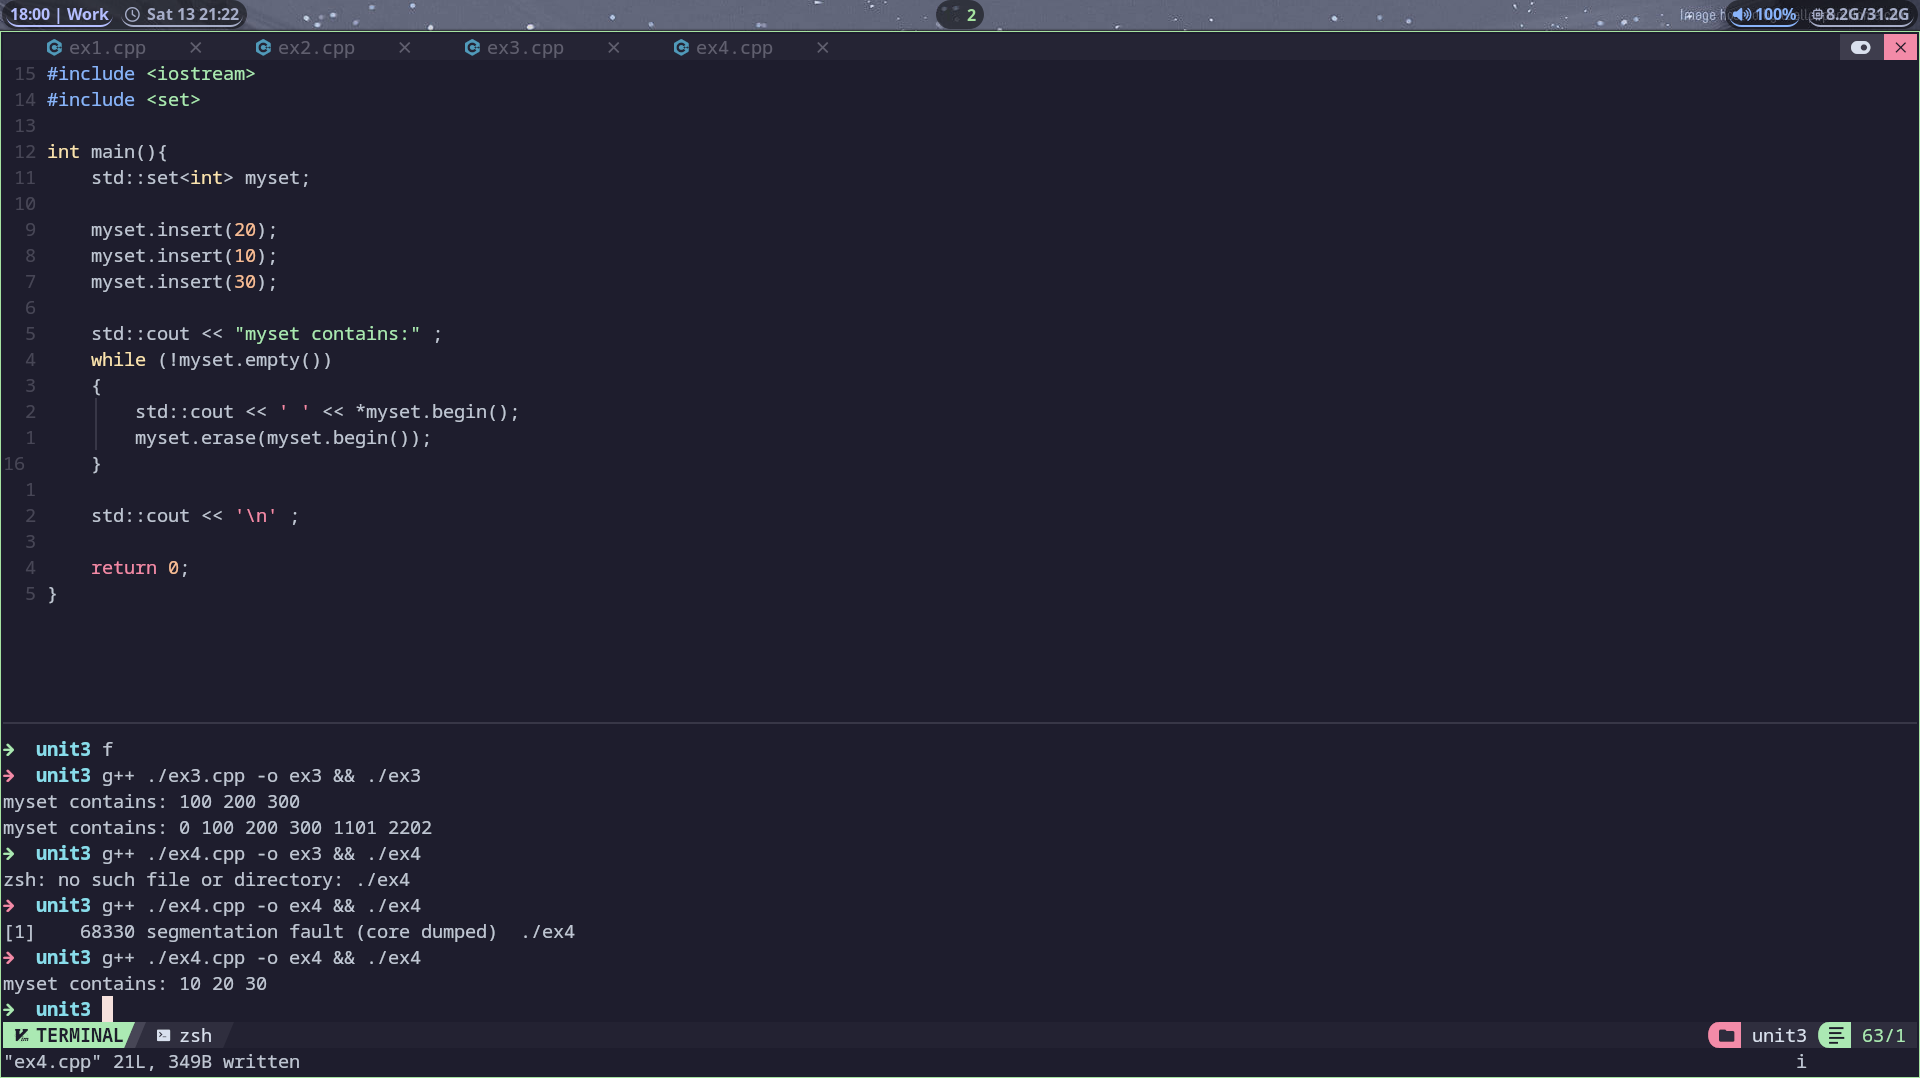 18:00 | Work Sat 13 21:22 2 Image 100% 8.2G/31.2G
ex1.cpp × ex2.cpp × ex3.cpp × ex4.cpp ×
15 #include <iostream>
14 #include <set>
13
12 int main(){
11 std::set<int> myset;
10
9 myset.insert(20);
8 myset.insert(10);
7 myset.insert(30);
6
5 std::cout << "myset contains:" ;
4 while (!myset.empty())
3 {
2 std::cout << ' ' << *myset.begin();
1 myset.erase(myset.begin());
16 }
1
2 std::cout << '\n' ;
3
4 return 0;
5 }
→ unit3 f
→ unit3 g++ ./ex3.cpp -o ex3 && ./ex3
myset contains: 100 200 300
myset contains: 0 100 200 300 1101 2202
→ unit3 g++ ./ex4.cpp -o ex3 && ./ex4
zsh: no such file or directory: ./ex4
→ unit3 g++ ./ex4.cpp -o ex4 && ./ex4
[1] 68330 segmentation fault (core dumped) ./ex4
→ unit3 g++ ./ex4.cpp -o ex4 && ./ex4
myset contains: 10 20 30
→ unit3
TERMINAL zsh unit3 63/1
"ex4.cpp" 21L, 349B written i